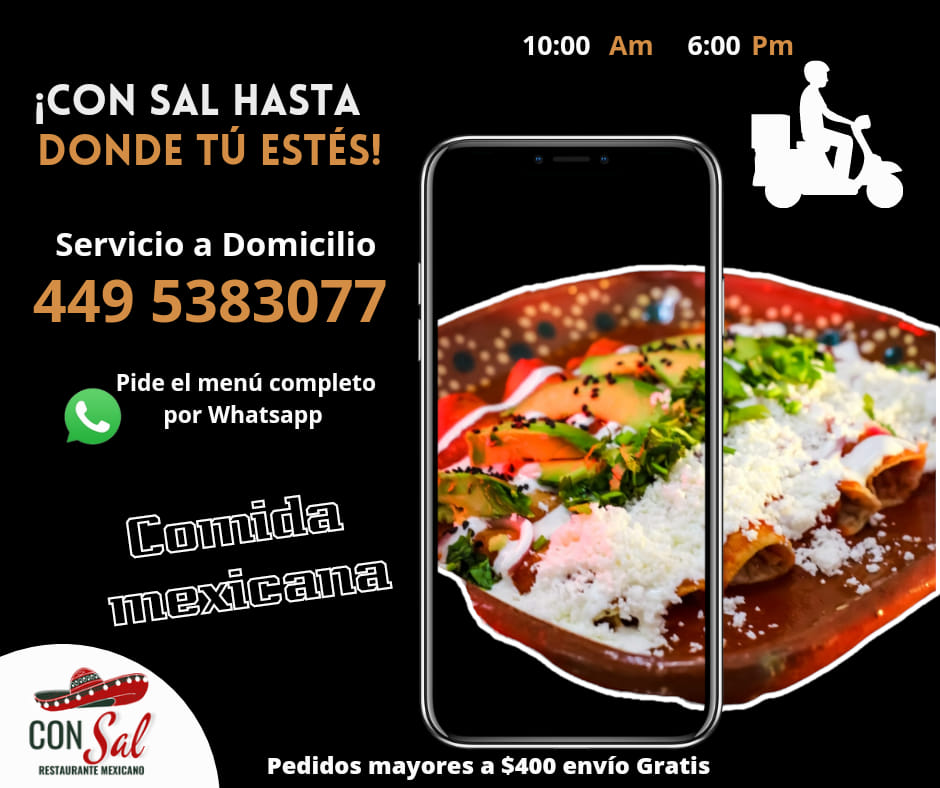 10:00 Am 6:00 Pm
¡CON SAL HASTA
DONDE TÚ ESTÉS!
Servicio a Domicilio
449 5383077
Pide el menú completo
por Whatsapp
Comida
mexicana
CON Sal
RESTAURANTE MEXICANO
Pedidos mayores a $400 envío Gratis